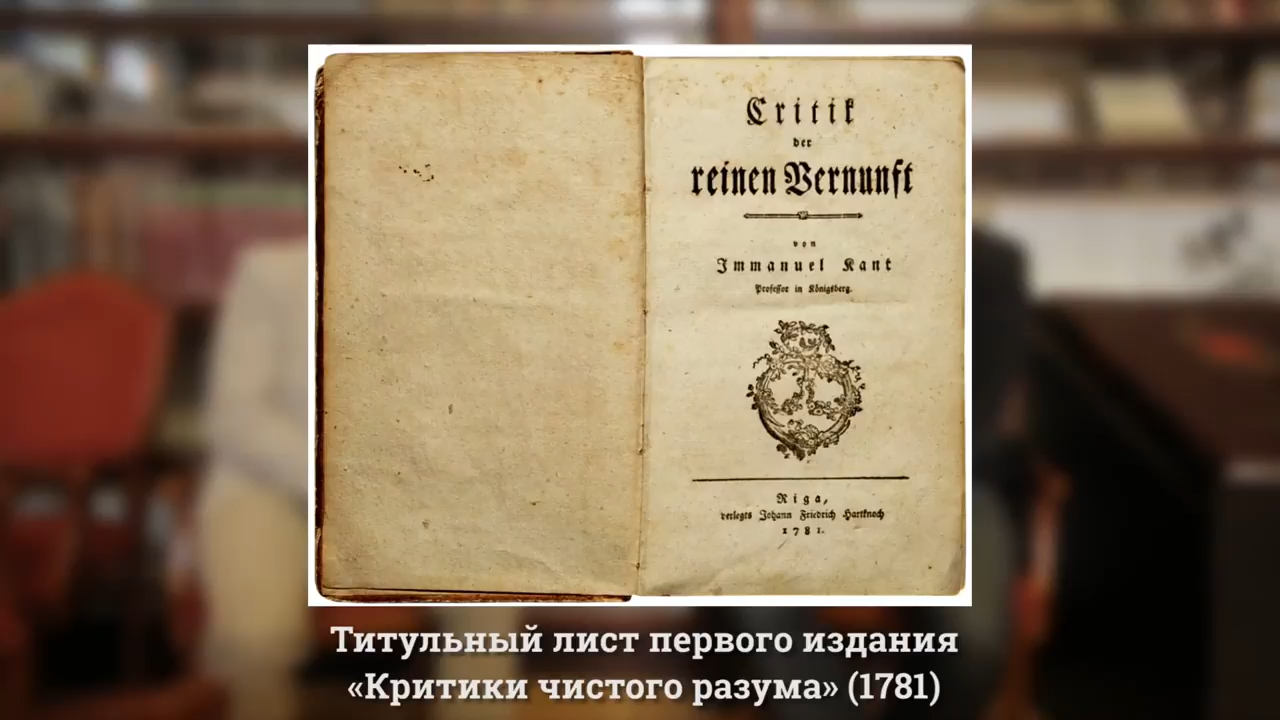 Critik
der
reinen Vernunft
von
Immanuel Kant
Professor in Königsberg.
Riga,
verlegts Johann Friedrich Hartknoch
1781.
Титульный лист первого издания
«Критики чистого разума» (1781)